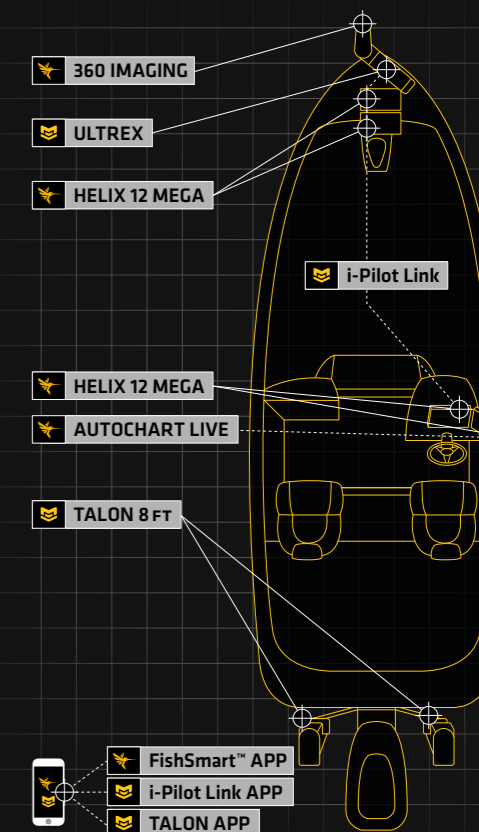 360 IMAGING
ULTREX
HELIX 12 MEGA
i-Pilot Link
HELIX 12 MEGA
AUTOCHART LIVE
TALON 8 FT
FishSmart™ APP
i-Pilot Link APP
TALON APP